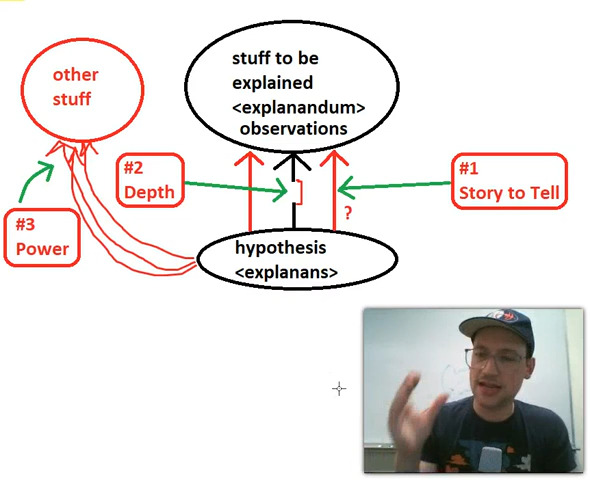 other
stuff
stuff to be
explained
<explanandum>
observations
#2
Depth
#1
Story to Tell
#3
Power
?
hypothesis
<explanans>